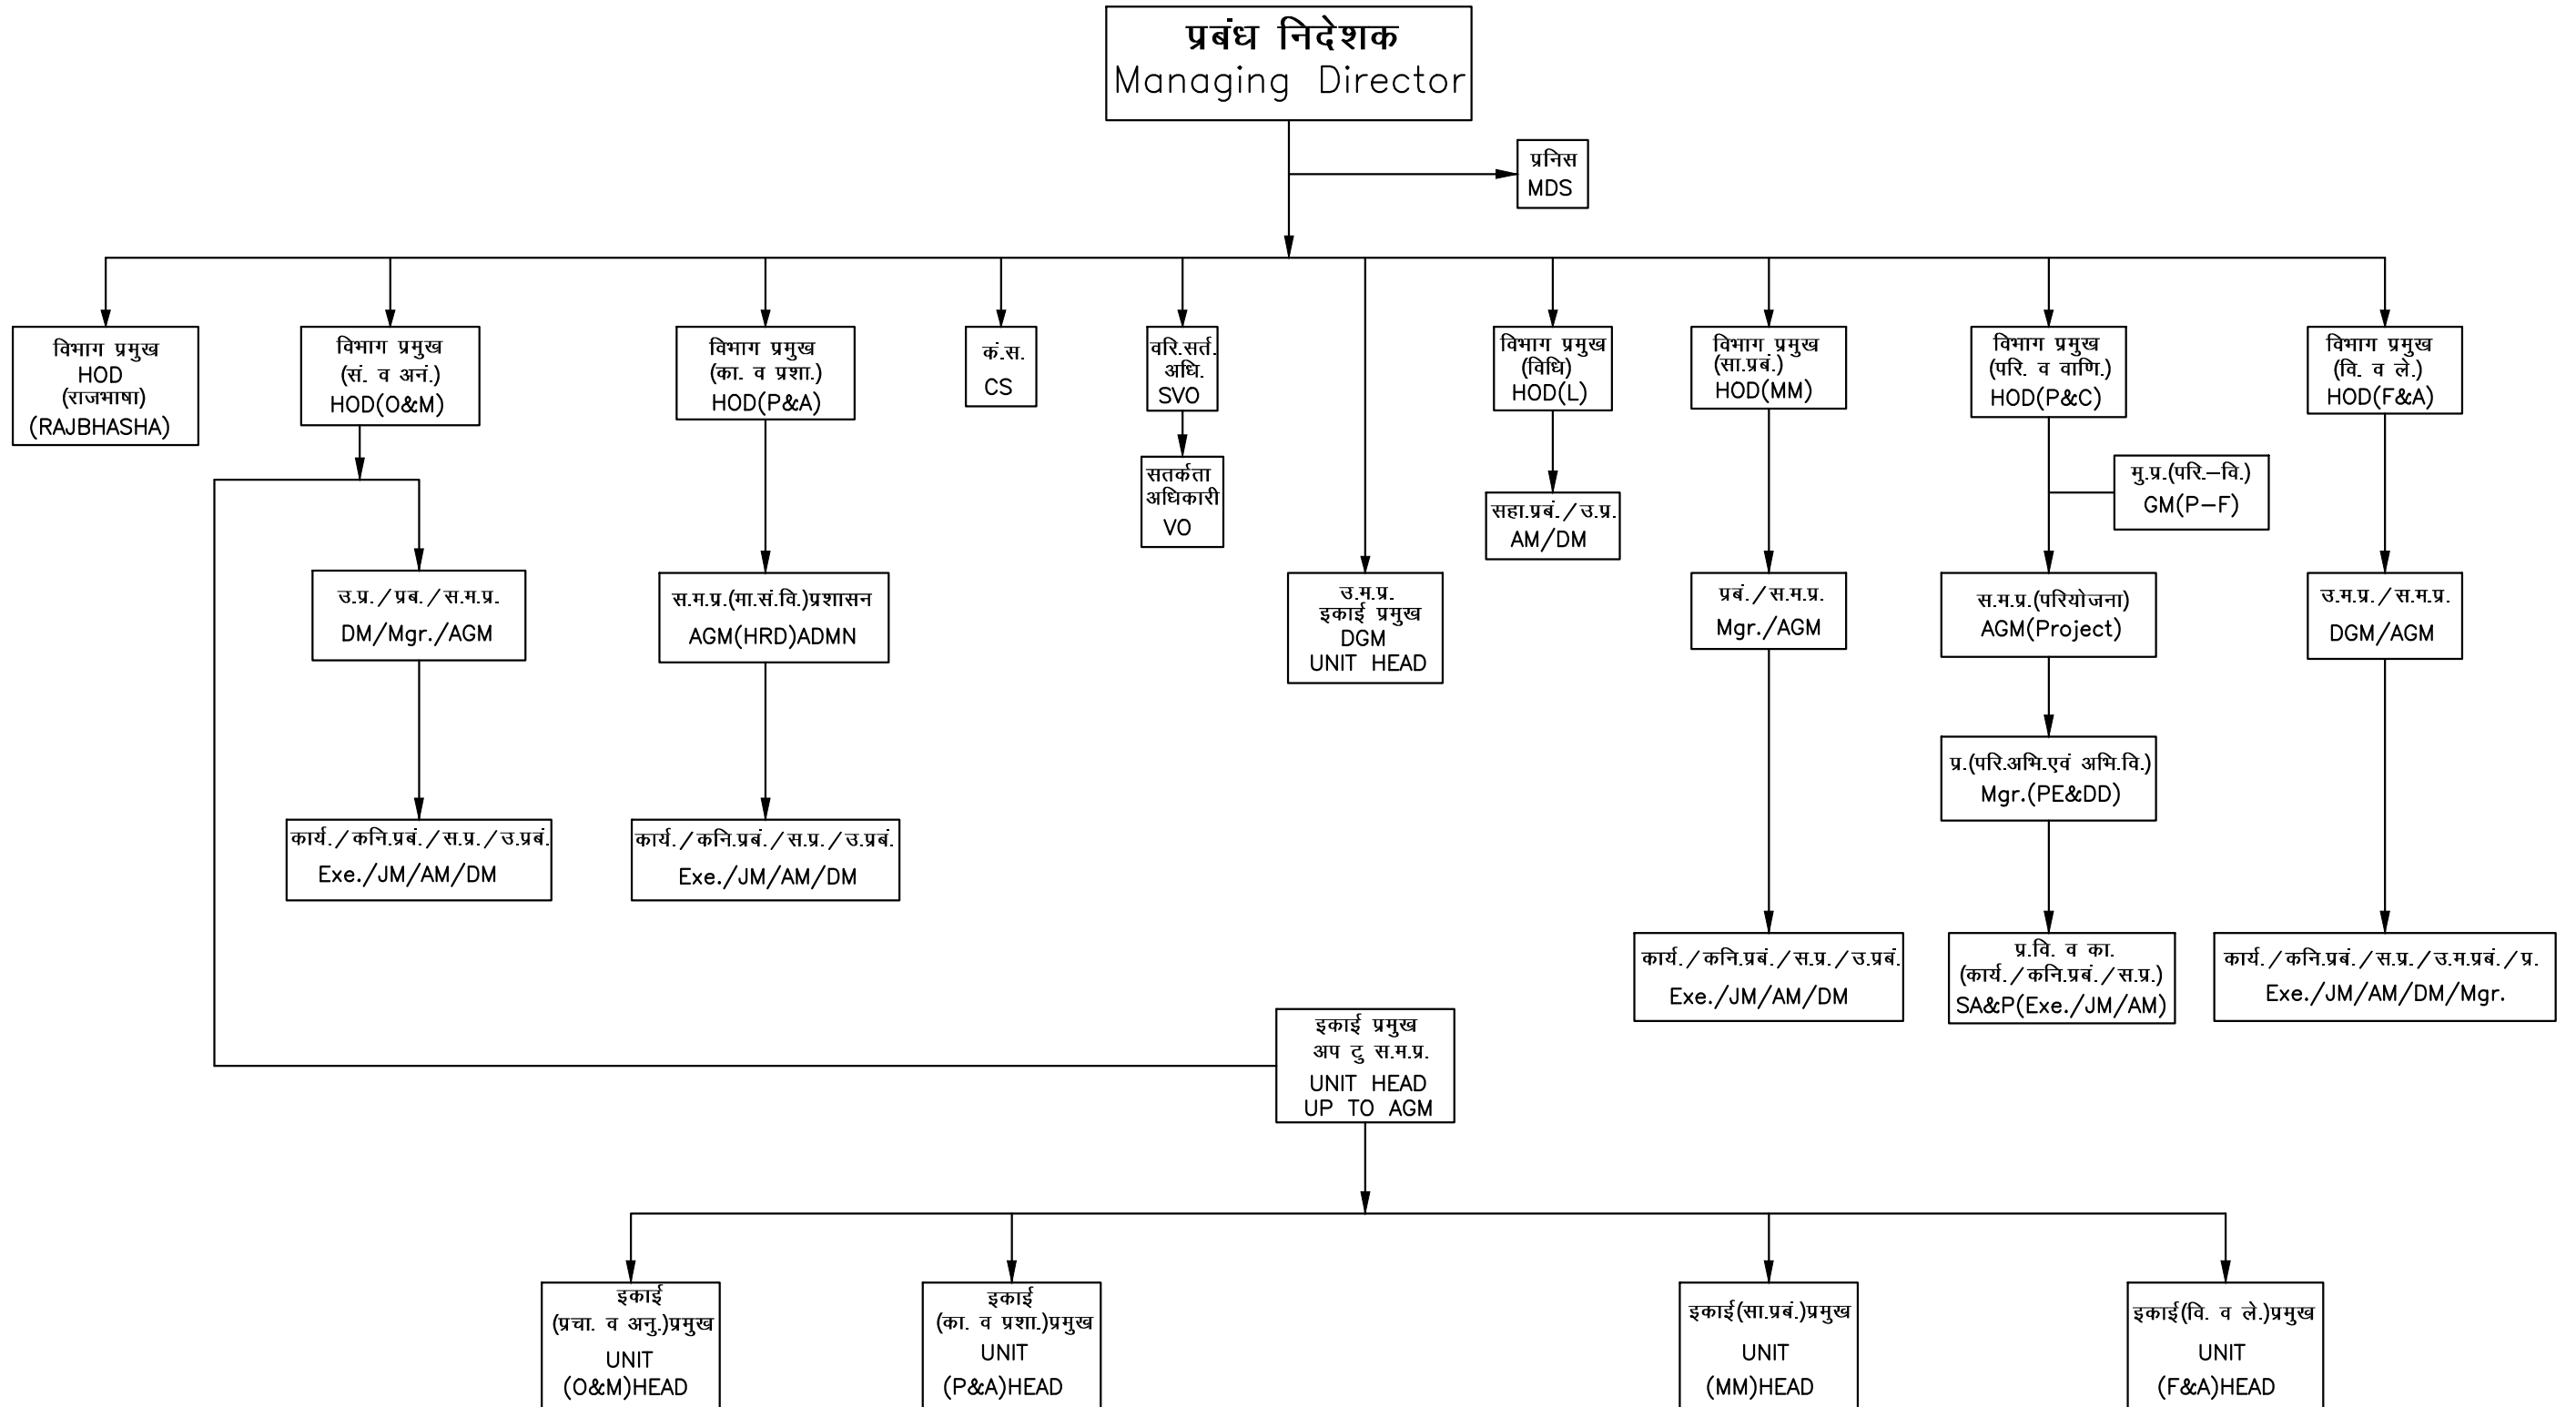 प्रबंध निदेशक
Managing Director
प्रनिस
MDS
विभाग प्रमुख
HOD
(राजभाषा)
(RAJBHASHA)
विभाग प्रमुख
(सं. व अनं.)
HOD(O&M)
विभाग प्रमुख
(का. व प्रशा.)
HOD(P&A)
कं.स.
CS
वरि.सर्त.
अधि.
SVO
विभाग प्रमुख
(विधि)
HOD(L)
विभाग प्रमुख
(सा.प्रबं.)
HOD(MM)
विभाग प्रमुख
(परि. व वाणि.)
HOD(P&C)
विभाग प्रमुख
(वि. व ले.)
HOD(F&A)
सतर्कता
अधिकारी
VO
मु.प्र.(परि.–वि.)
GM(P–F)
सहा.प्रबं./उ.प्र.
AM/DM
उ.प्र./प्रब./स.म.प्र.
DM/Mgr./AGM
स.म.प्र.(मा.सं.वि.)प्रशासन
AGM(HRD)ADMN
उ.म.प्र.
इकाई प्रमुख
DGM
UNIT HEAD
प्रबं./स.म.प्र.
Mgr./AGM
स.म.प्र.(परियोजना)
AGM(Project)
उ.म.प्र./स.म.प्र.
DGM/AGM
प्र.(परि.अभि.एवं अभि.वि.)
Mgr.(PE&DD)
कार्य./कनि.प्रबं./स.प्र./उ.प्रबं.
Exe./JM/AM/DM
कार्य./कनि.प्रबं./स.प्र./उ.प्रबं.
Exe./JM/AM/DM
कार्य./कनि.प्रबं./स.प्र./उ.प्रबं.
Exe./JM/AM/DM
प्र.वि. व का.
(कार्य./कनि.प्रबं./स.प्र.)
SA&P(Exe./JM/AM)
कार्य./कनि.प्रबं./स.प्र./उ.म.प्रबं./प्र.
Exe./JM/AM/DM/Mgr.
इकाई प्रमुख
अप टु स.म.प्र.
UNIT HEAD
UP TO AGM
इकाई
(प्रचा. व अनु.)प्रमुख
UNIT
(O&M)HEAD
इकाई
(का. व प्रशा.)प्रमुख
UNIT
(P&A)HEAD
इकाई(सा.प्रबं.)प्रमुख
UNIT
(MM)HEAD
इकाई(वि. व ले.)प्रमुख
UNIT
(F&A)HEAD